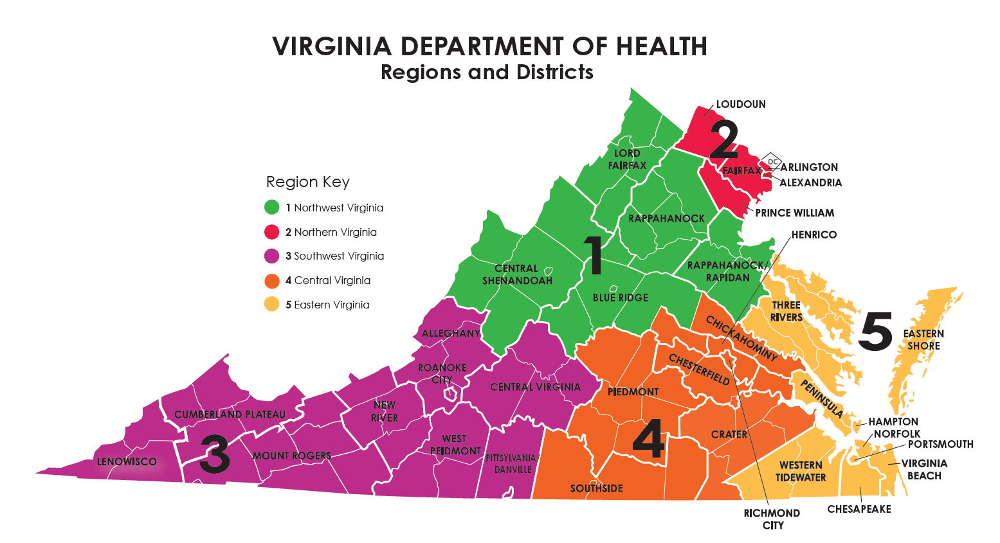 VIRGINIA DEPARTMENT OF HEALTH
Regions and Districts
LOUDOUN
2
LORD
FAIRFAX
FAIRFAX
DC
ARLINGTON
ALEXANDRIA
Region Key
1 Northwest Virginia
2 Northern Virginia
3 Southwest Virginia
4 Central Virginia
5 Eastern Virginia
RAPPAHANOCK
PRINCE WILLIAM
HENRICO
1
CENTRAL
SHENANDOAH
RAPPAHANOCK/
RAPIDAN
BLUE RIDGE
THREE
RIVERS
5
EASTERN
SHORE
ALLEGHANY
CHICKAHOMINY
ROANOKE
CITY
CHESTERFIELD
CENTRAL VIRGINIA
PIEDMONT
PENINSULA
CUMBERLAND PLATEAU
NEW
RIVER
HAMPTON
NORFOLK
PORTSMOUTH
3
4
CRATER
WEST
PEIDMONT
LENOWISCO
MOUNT ROGERS
PITTSYLVANIA/
DANVILLE
WESTERN
TIDEWATER
VIRGINIA
BEACH
SOUTHSIDE
RICHMOND
CITY
CHESAPEAKE